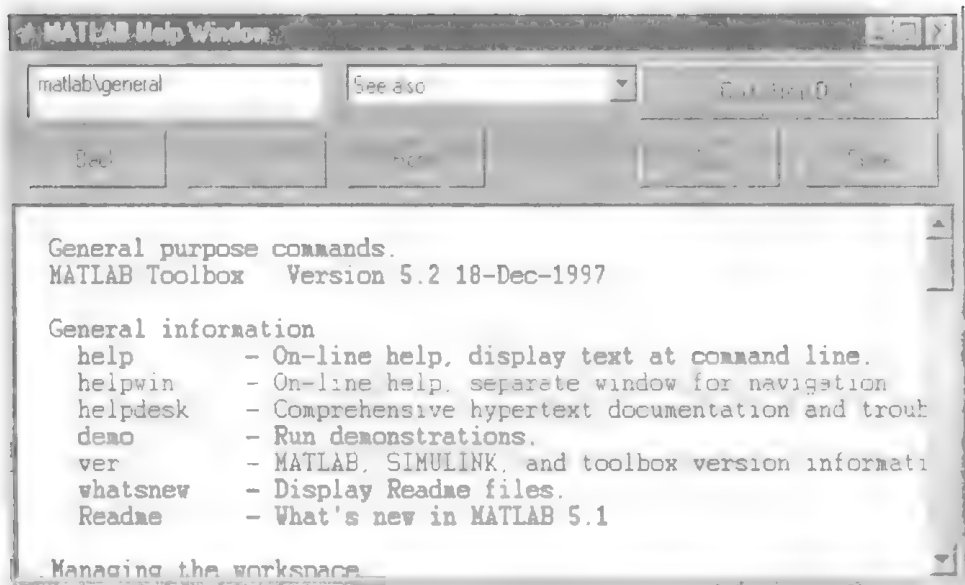 MATLAB Help Window
matlab\general
See also
Back
General purpose commands.
MATLAB Toolbox Version 5.2 18-Dec-1997
General information
help - On-line help, display text at command line.
helpwin - On-line help, separate window for navigation
helpdesk - Comprehensive hypertext documentation and troub
demo - Run demonstrations.
ver - MATLAB, SIMULINK, and toolbox version informati
whatsnew - Display Readme files.
Readme - What's new in MATLAB 5.1
Managing the workspace